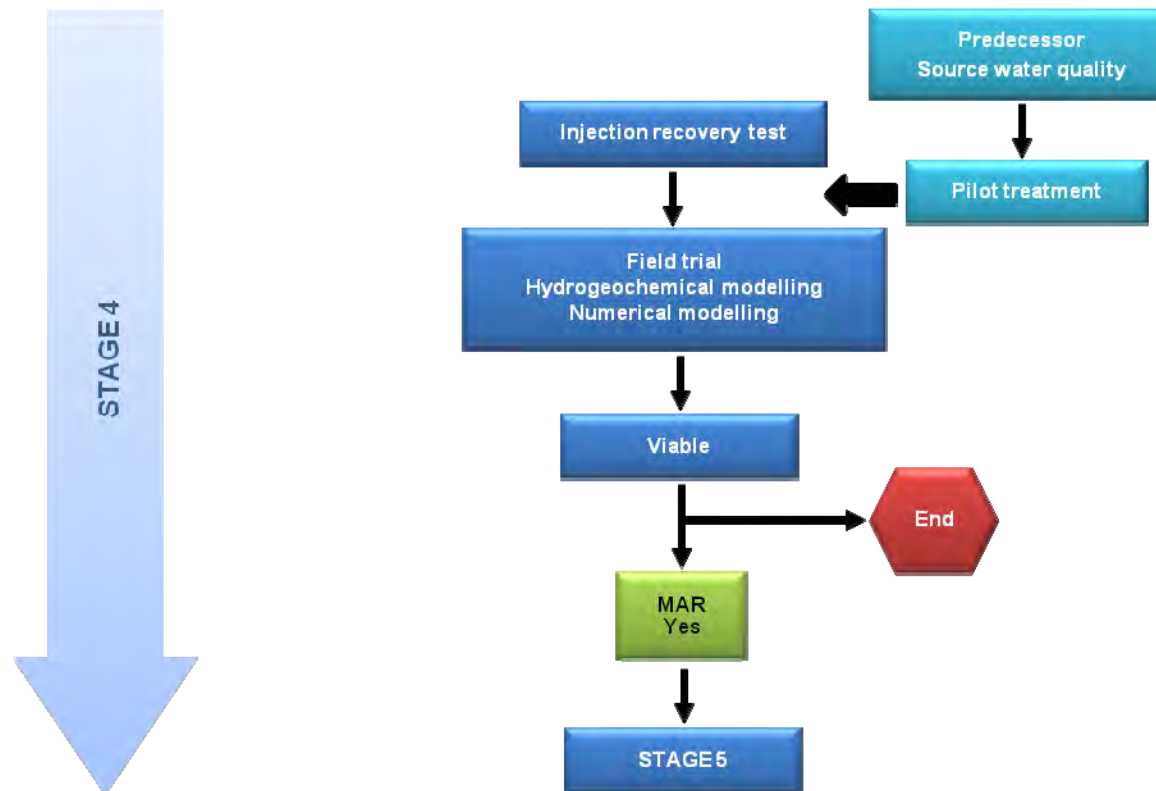 STAGE 4
Predecessor
Source water quality
Injection recovery test
Pilot treatment
Field trial
Hydrogeochemical modelling
Numerical modelling
Viable
End
MAR
Yes
STAGE 5